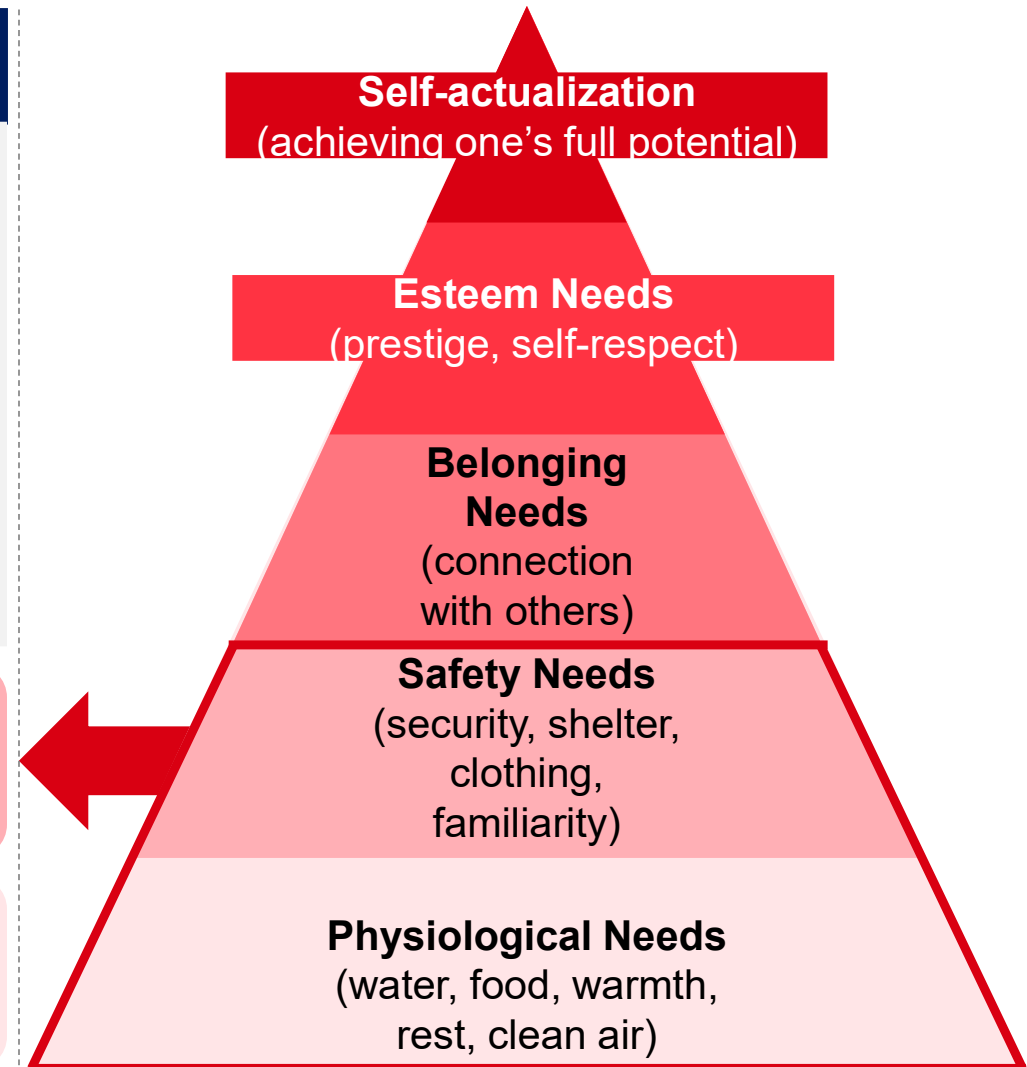 Self-actualization
(achieving one’s full potential)
Esteem Needs
(prestige, self-respect)
Belonging
Needs
(connection
with others)
Safety Needs
(security, shelter,
clothing,
familiarity)
Physiological Needs
(water, food, warmth,
rest, clean air)